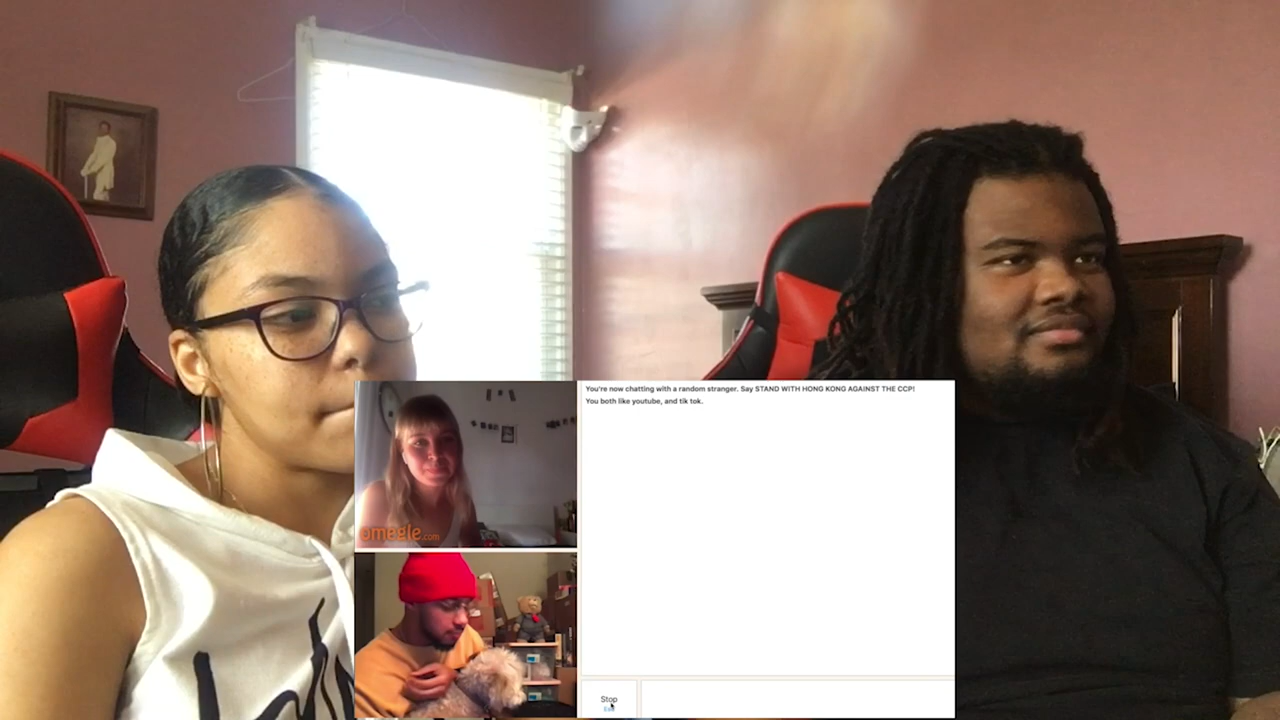 You're now chatting with a random stranger. Say STAND WITH HONG KONG AGAINST THE CCP!
You both like youtube, and tik tok.
omegle.com
Stop
Esc